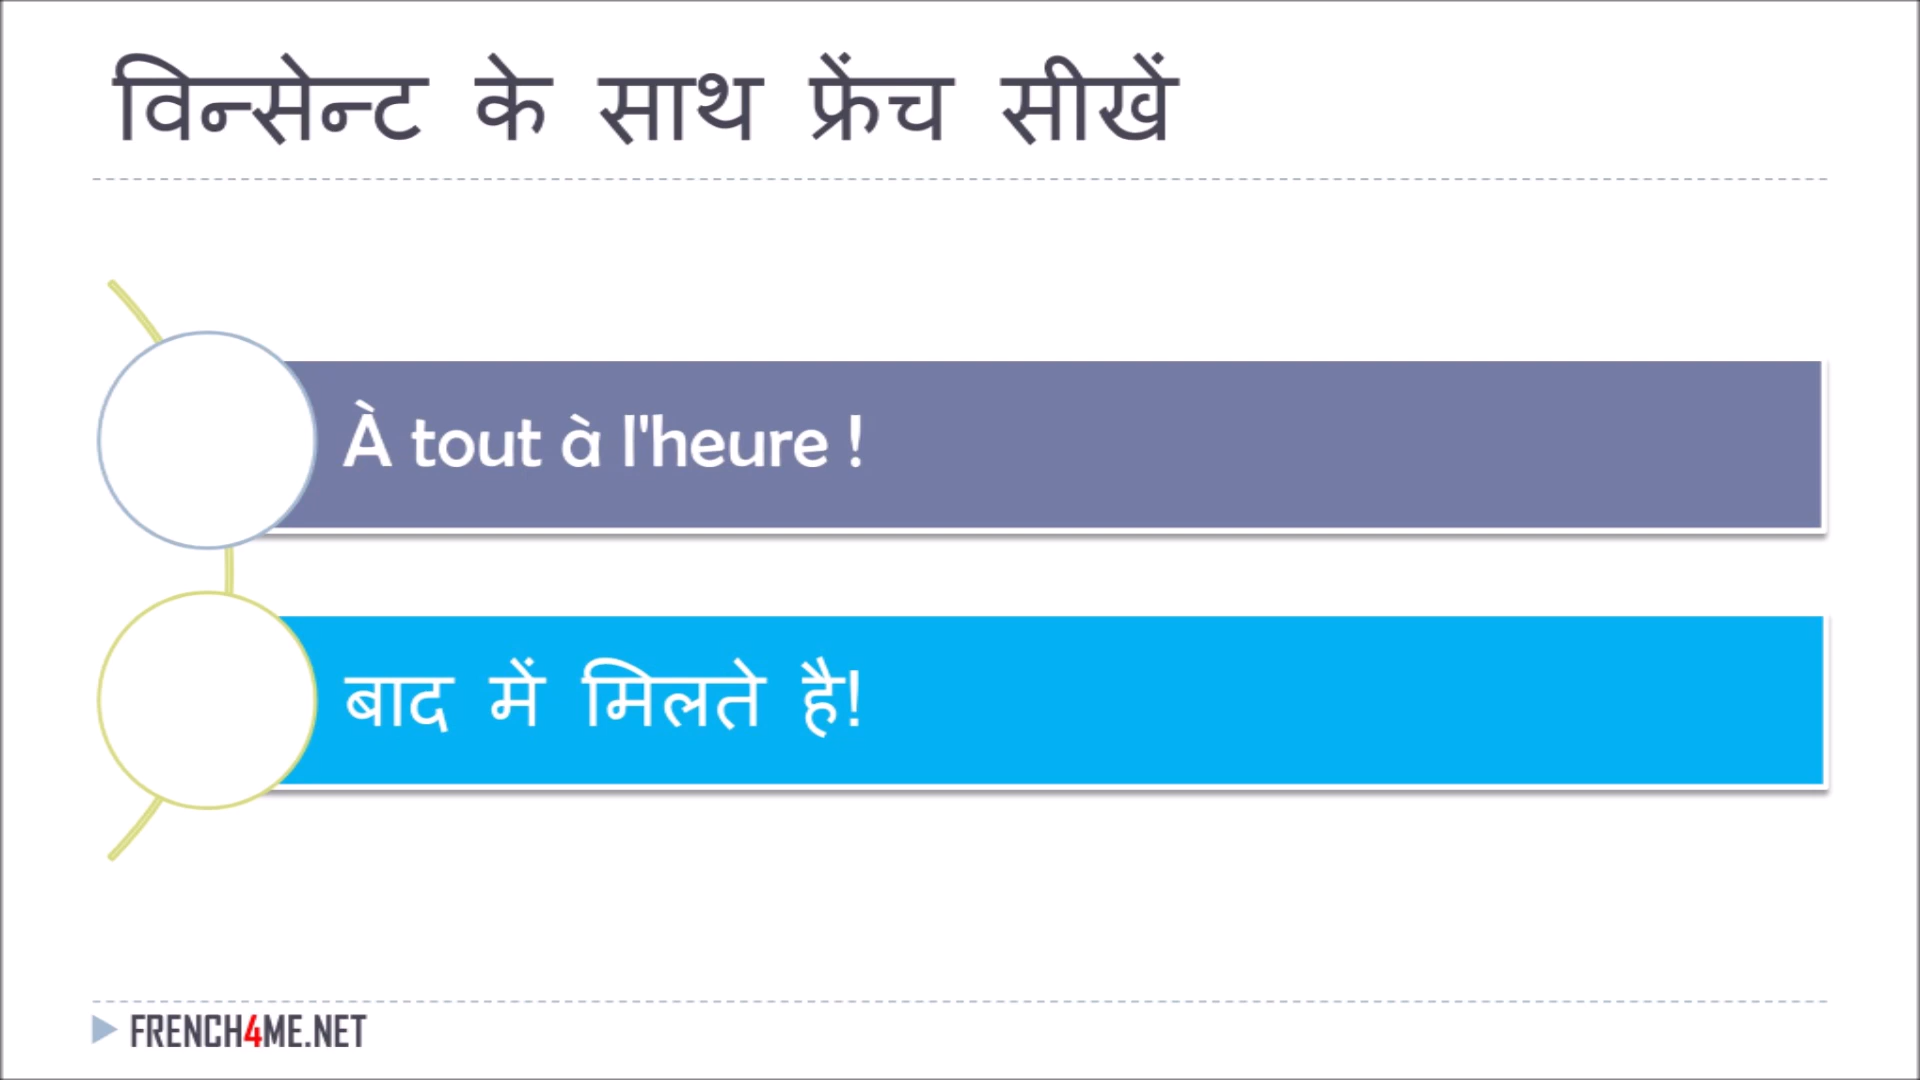 विन्सेन्ट के साथ फ्रेंच सीखें
À tout à l'heure !
बाद में मिलते है!
FRENCH4ME.NET